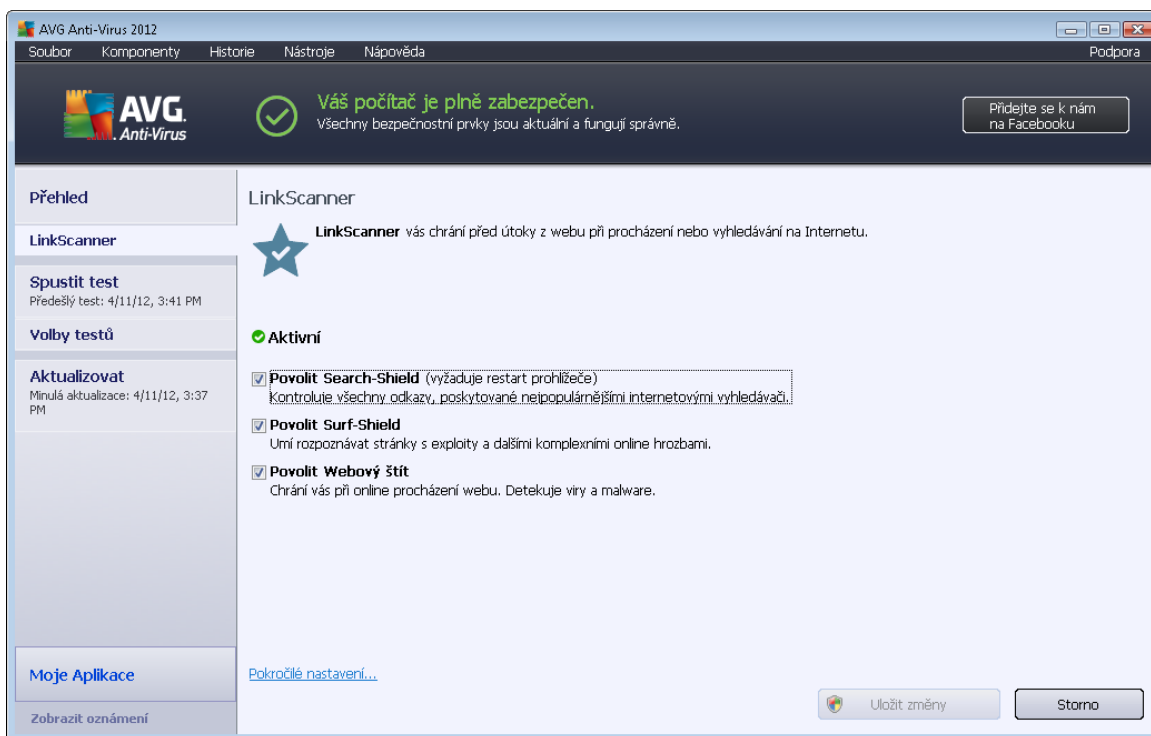 AVG Anti-Virus 2012
Soubor Komponenty Historie Nástroje Nápověda Podpora
AVG.
Anti-Virus
Váš počítač je plně zabezpečen.
Všechny bezpečnostní prvky jsou aktuální a fungují správně.
Přidejte se k nám
na Facebooku
Přehled
LinkScanner
Spustit test
Předešlý test: 4/11/12, 3:41 PM
Volby testů
Aktualizovat
Minulá aktualizace: 4/11/12, 3:37
PM
Moje Aplikace
Zobrazit oznámení
LinkScanner
LinkScanner vás chrání před útoky z webu při procházení nebo vyhledávání na Internetu.
Aktivní
Povolit Search-Shield (vyžaduje restart prohlížeče)
Kontroluje všechny odkazy, poskytované nejpopulárnějšími internetovými vyhledávači.
Povolit Surf-Shield
Umí rozpoznávat stránky s exploity a dalšími komplexními online hrozbami.
Povolit Webový štít
Chrání vás při online procházení webu. Detekuje viry a malware.
Pokročilé nastavení...
Uložit změny
Storno